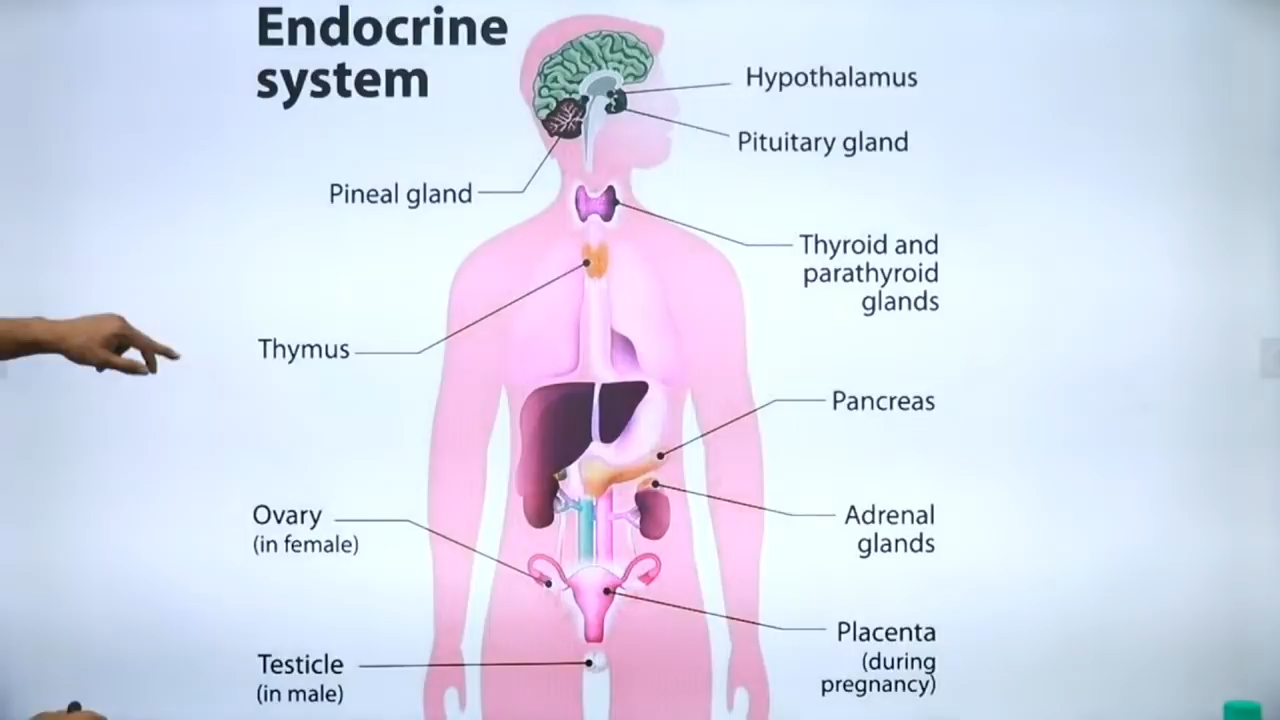 Endocrine
system
Hypothalamus
Pituitary gland
Pineal gland
Thyroid and
parathyroid
glands
Thymus
Pancreas
Ovary
(in female)
Adrenal
glands
Placenta
(during
pregnancy)
Testicle
(in male)